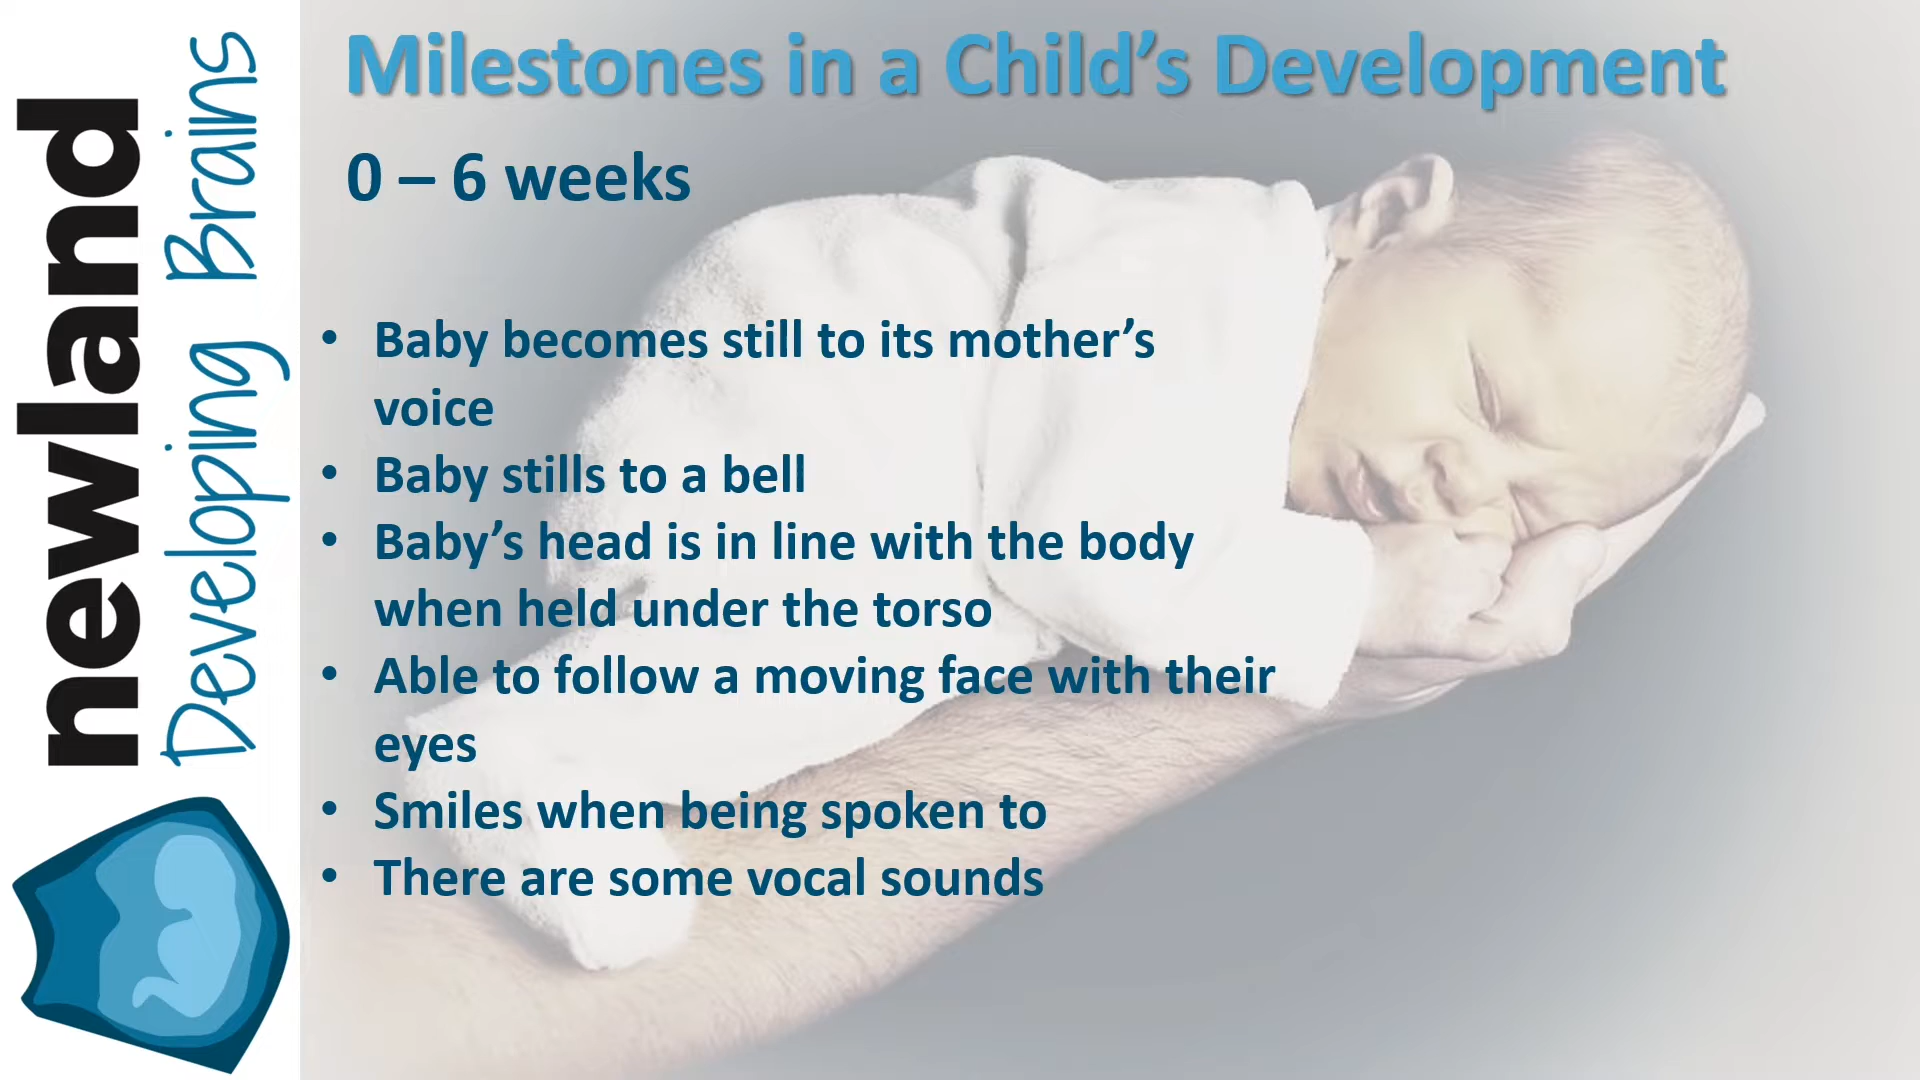 Milestones in a Child’s Development
0 – 6 weeks
• Baby becomes still to its mother’s
voice
• Baby stills to a bell
• Baby’s head is in line with the body
when held under the torso
• Able to follow a moving face with their
eyes
• Smiles when being spoken to
• There are some vocal sounds
newland
Developing Brains